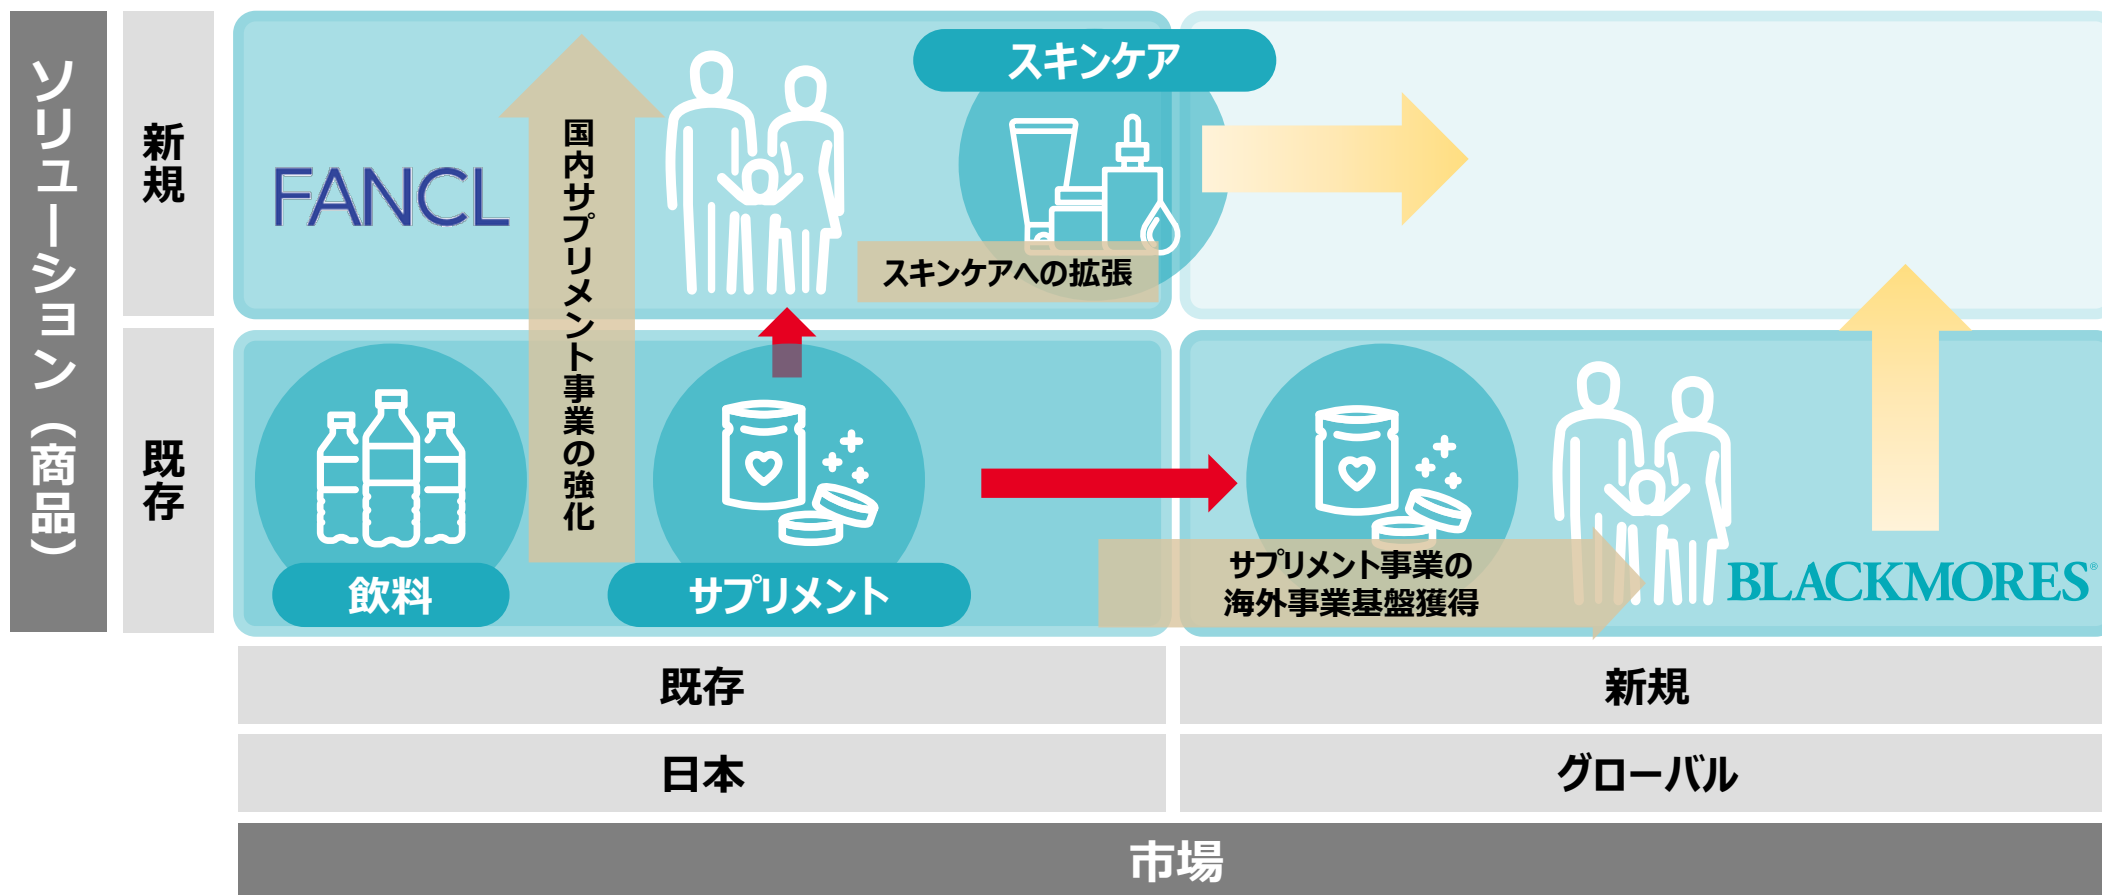 ソリューション（商品）
新規
既存
FANCL
国内サプリメント事業の強化
スキンケア
スキンケアへの拡張
飲料
サプリメント
サプリメント事業の
海外事業基盤獲得
BLACKMORES®
既存
新規
日本
グローバル
市場